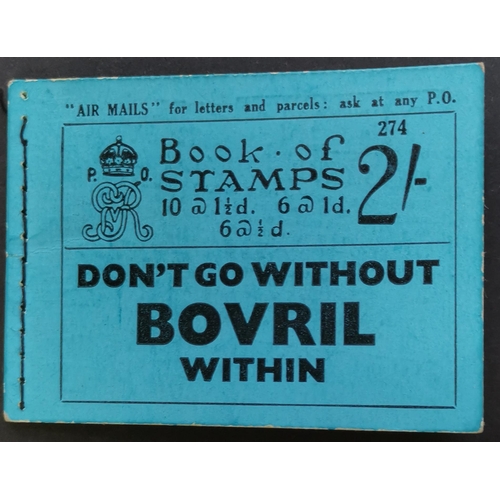 "AIR MAILS" for letters and parcels: ask at any P.O.
274
P. O.
Book · of
STAMPS
2/-
10 @ 1½d. 6 @ 1d.
6 @ ½d.
DON'T GO WITHOUT
BOVRIL
WITHIN